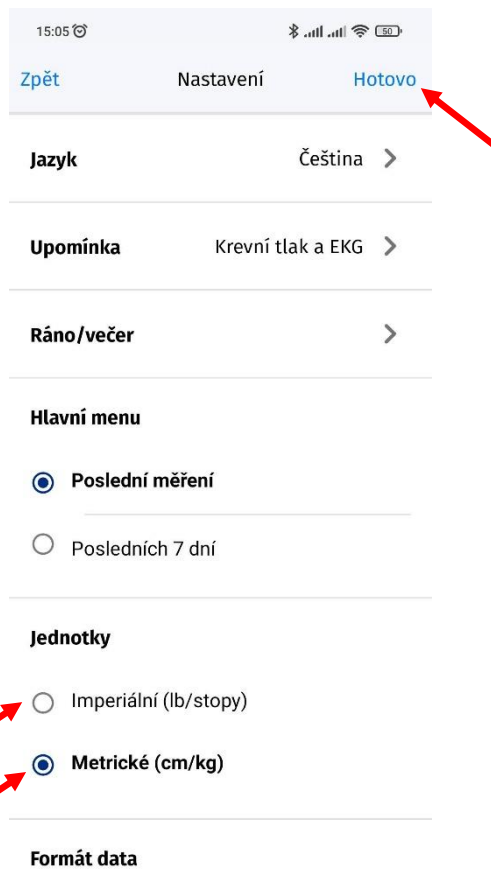 15:05 50
Zpět Nastavení Hotovo
Jazyk Čeština
Upomínka Krevní tlak a EKG
Ráno/večer
Hlavní menu
Poslední měření
Posledních 7 dní
Jednotky
Imperiální (lb/stopy)
Metrické (cm/kg)
Formát data